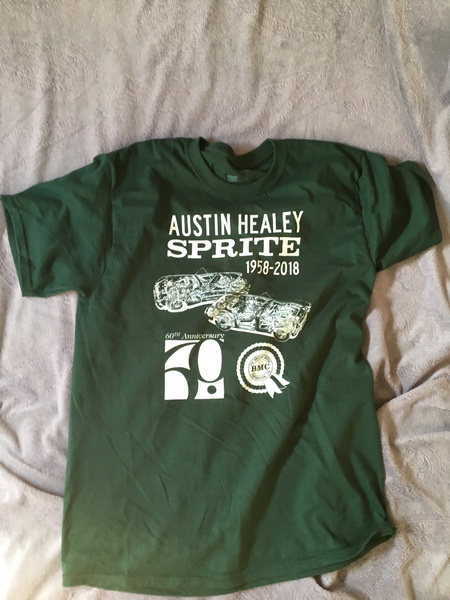 AUSTIN HEALEY
SPRITE
1958-2018
60th Anniversary
60
BMC